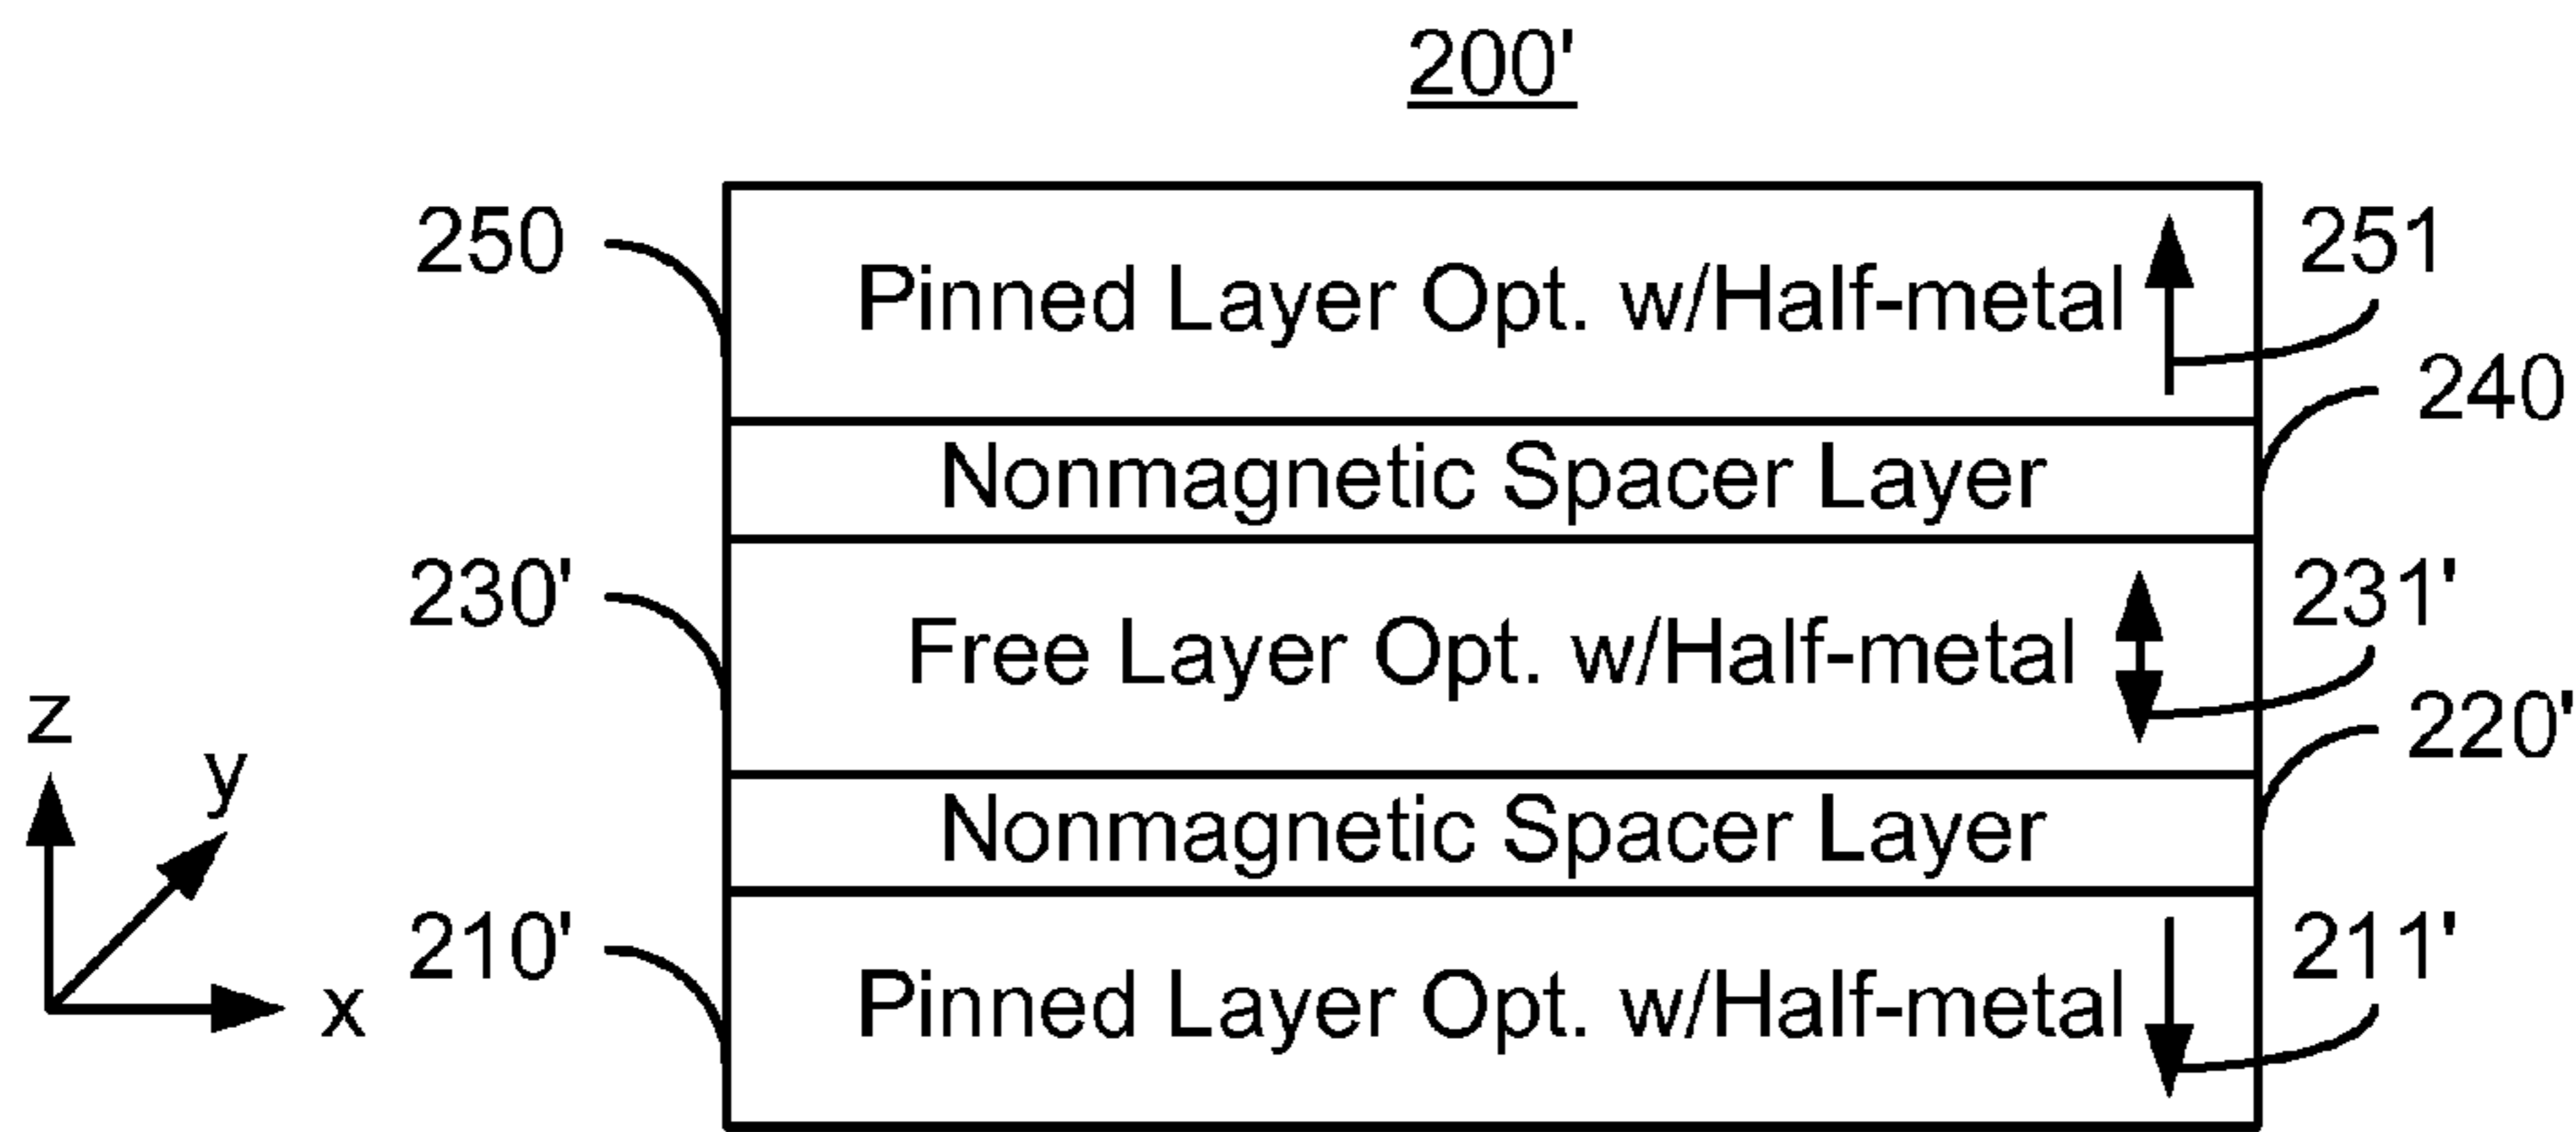 200'
250
Pinned Layer Opt. w/Half-metal
251
Nonmagnetic Spacer Layer
240
230'
Free Layer Opt. w/Half-metal
231'
Nonmagnetic Spacer Layer
220'
210'
Pinned Layer Opt. w/Half-metal
211'
z
y
x